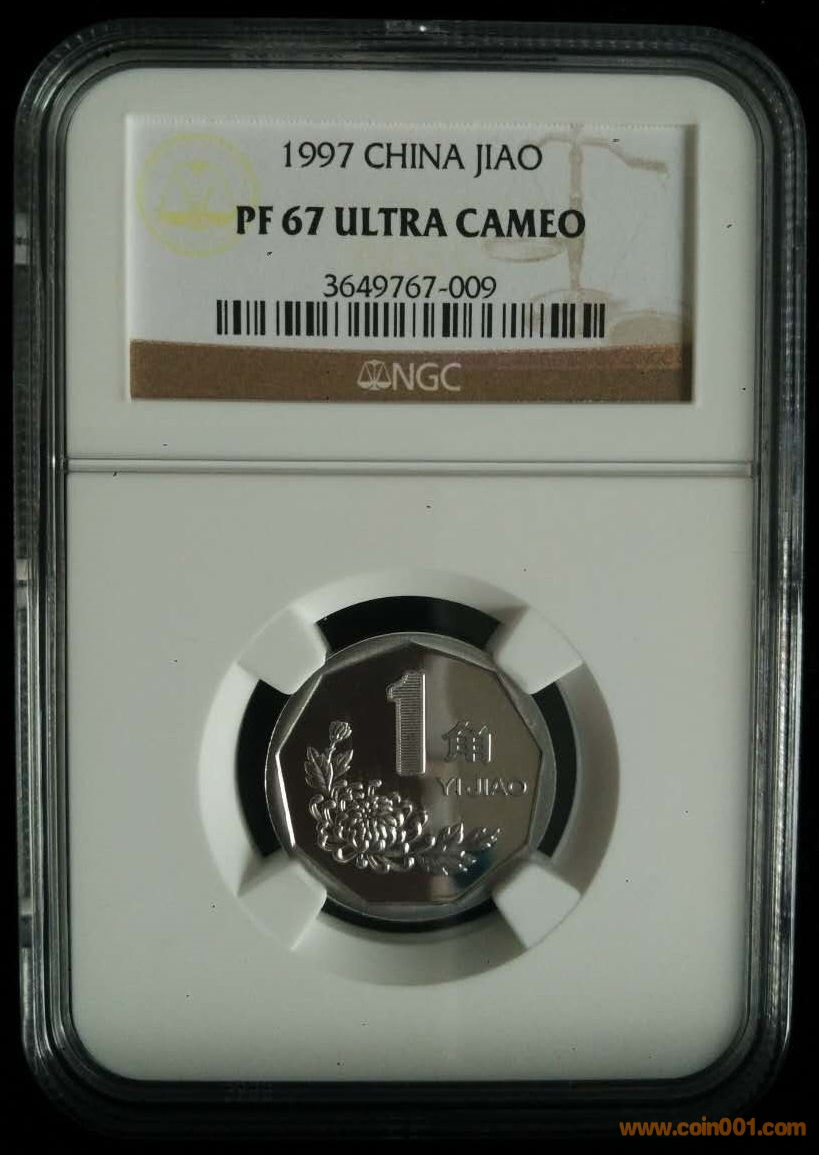 1997 CHINA JIAO
PF 67 ULTRA CAMEO
3649767-009
NGC
1 角
YI JIAO
www.coin001.com